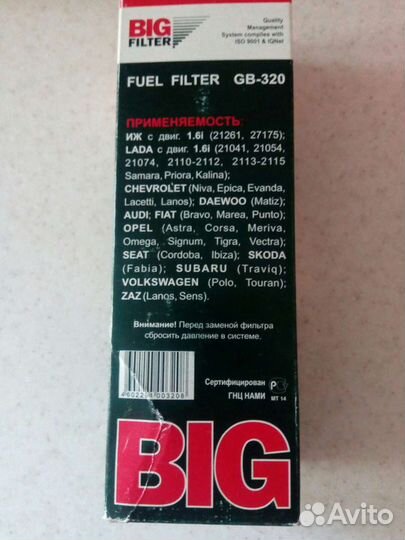 BIG
FILTER
Quality
Management
System complies with
ISO 9001 & IQNet
FUEL FILTER GB-320
ПРИМЕНЯЕМОСТЬ:
ИЖ с двиг. 1.6i (21261, 27175);
LADA с двиг. 1.6i (21041, 21054,
21074, 2110-2112, 2113-2115
Samara, Priora, Kalina);
CHEVROLET (Niva, Epica, Evanda,
Lacetti, Lanos); DAEWOO (Matiz);
AUDI; FIAT (Bravo, Marea, Punto);
OPEL (Astra, Corsa, Meriva,
Omega, Signum, Tigra, Vectra);
SEAT (Cordoba, Ibiza); SKODA
(Fabia); SUBARU (Traviq);
VOLKSWAGEN (Polo, Touran);
ZAZ (Lanos, Sens).
Внимание! Перед заменой фильтра
сбросить давление в системе.
Сертифицирован
ГНЦ НАМИ
МТ 14
BIG
Avito